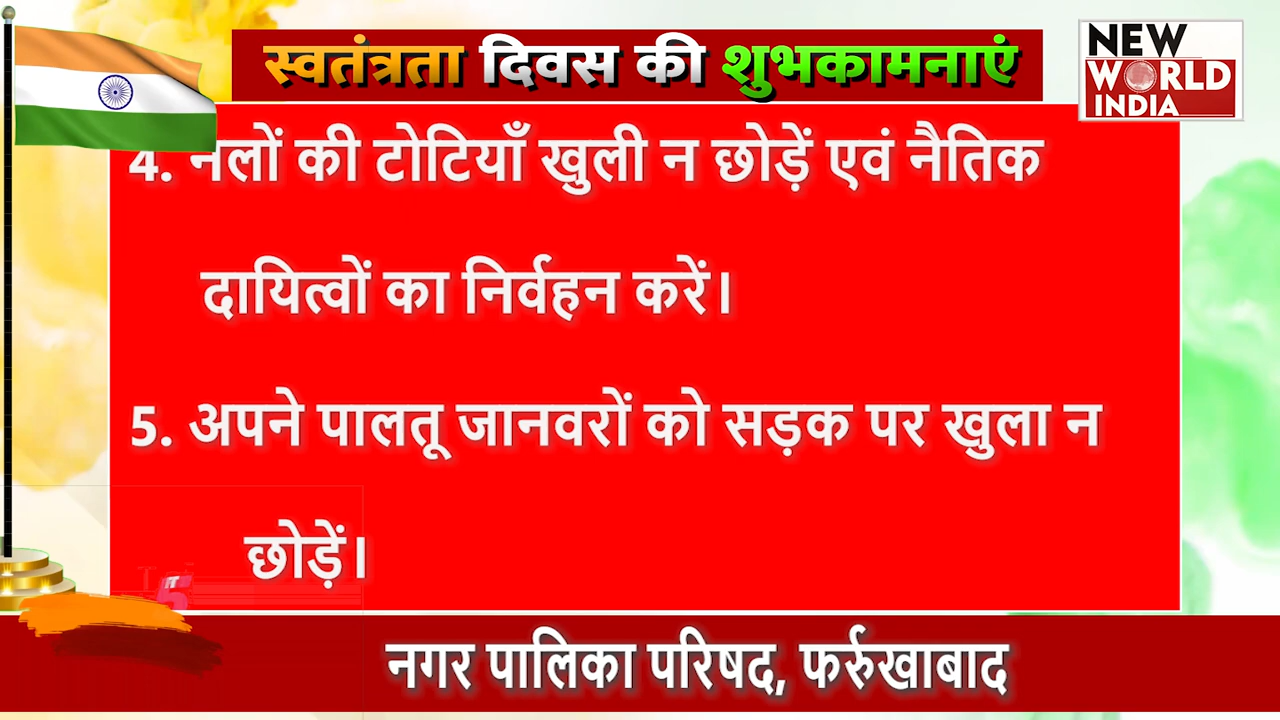 स्वतंत्रता दिवस की शुभकामनाएं
NEW
WORLD
INDIA
4. नलों की टोटियाँ खुली न छोड़ें एवं नैतिक
दायित्वों का निर्वहन करें।
5. अपने पालतू जानवरों को सड़क पर खुला न
छोड़ें।
नगर पालिका परिषद, फर्रुखाबाद